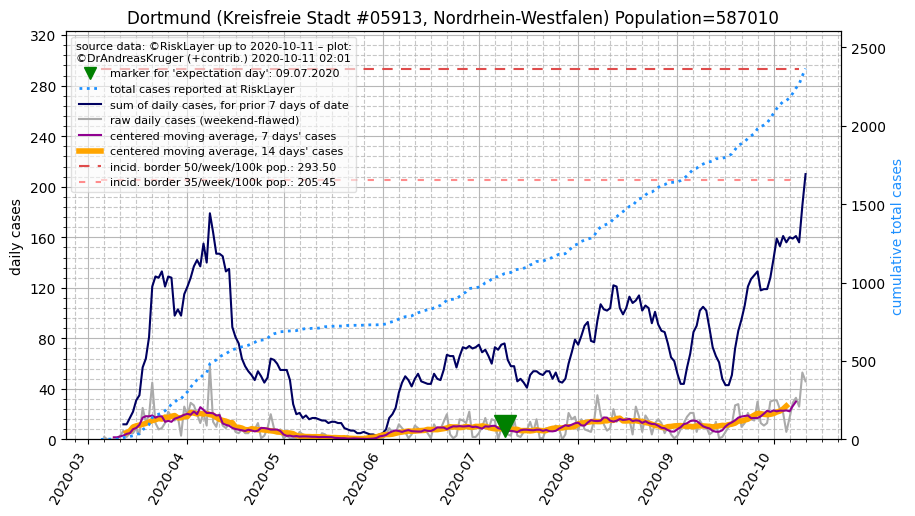 Dortmund (Kreisfreie Stadt #05913, Nordrhein-Westfalen) Population=587010
source data: ©RiskLayer up to 2020-10-11 – plot:
©DrAndreasKruger (+contrib.) 2020-10-11 02:01
marker for 'expectation day': 09.07.2020
total cases reported at RiskLayer
sum of daily cases, for prior 7 days of date
raw daily cases (weekend-flawed)
centered moving average, 7 days' cases
centered moving average, 14 days' cases
incid. border 50/week/100k pop.: 293.50
incid. border 35/week/100k pop.: 205.45
daily cases
320
280
240
200
160
120
80
40
0
cumulative total cases
2500
2000
1500
1000
500
0
2020-03
2020-04
2020-05
2020-06
2020-07
2020-08
2020-09
2020-10